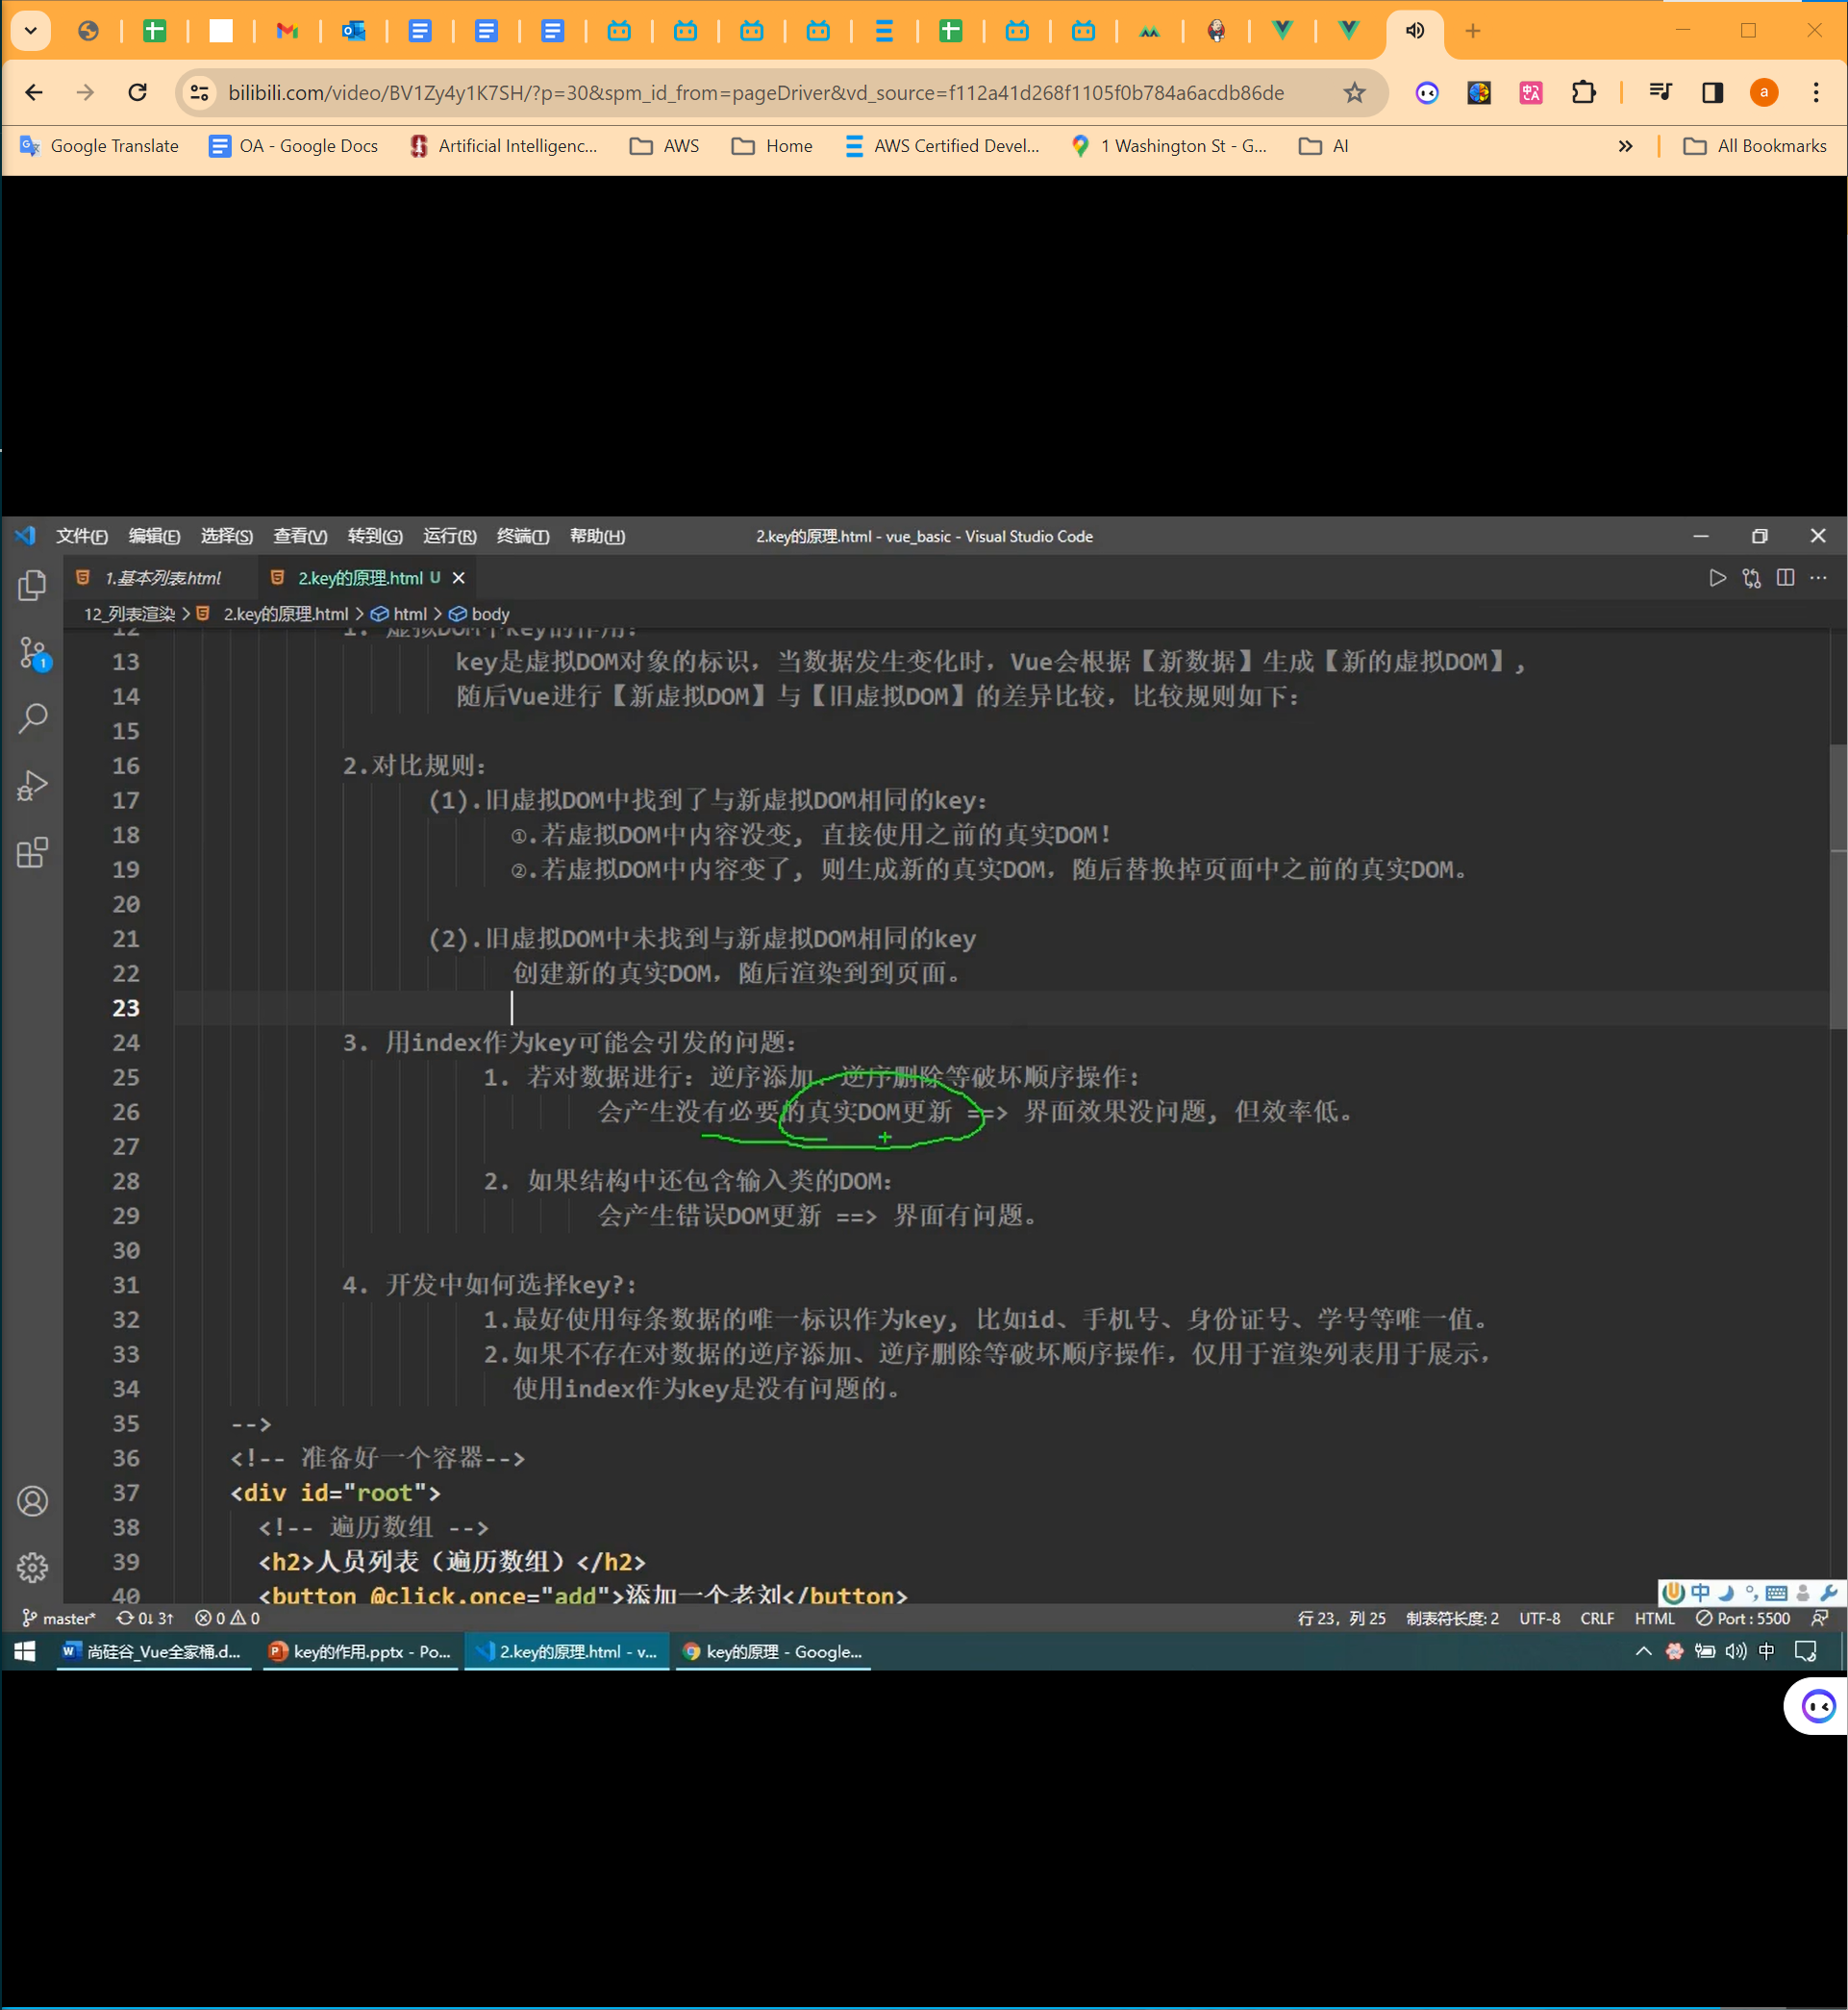 bilibili.com/video/BV1Zy4y1K7SH/?p=30&spm_id_from=pageDriver&vd_source=f112a41d268f1105f0b784a6acdb86de
a
Google Translate OA - Google Docs Artificial Intelligenc... AWS Home AWS Certified Devel... 1 Washington St - G... AI » All Bookmarks
文件(F) 编辑(E) 选择(S) 查看(V) 转到(G) 运行(R) 终端(T) 帮助(H) 2.key的原理.html - vue_basic - Visual Studio Code
1.基本列表.html 2.key的原理.html U
12_列表渲染 > 2.key的原理.html > html > body
12 1. 虚拟DOM中key的作用:
13 key是虚拟DOM对象的标识，当数据发生变化时，Vue会根据【新数据】生成【新的虚拟DOM】,
14 随后Vue进行【新虚拟DOM】与【旧虚拟DOM】的差异比较，比较规则如下：
15
16 2.对比规则：
17 (1).旧虚拟DOM中找到了与新虚拟DOM相同的key：
18 ①.若虚拟DOM中内容没变, 直接使用之前的真实DOM！
19 ②.若虚拟DOM中内容变了, 则生成新的真实DOM，随后替换掉页面中之前的真实DOM。
20
21 (2).旧虚拟DOM中未找到与新虚拟DOM相同的key
22 创建新的真实DOM，随后渲染到到页面。
23
24 3. 用index作为key可能会引发的问题：
25 1. 若对数据进行：逆序添加、逆序删除等破坏顺序操作:
26 会产生没有必要的真实DOM更新 ==> 界面效果没问题, 但效率低。
27
28 2. 如果结构中还包含输入类的DOM：
29 会产生错误DOM更新 ==> 界面有问题。
30
31 4. 开发中如何选择key?:
32 1.最好使用每条数据的唯一标识作为key, 比如id、手机号、身份证号、学号等唯一值。
33 2.如果不存在对数据的逆序添加、逆序删除等破坏顺序操作，仅用于渲染列表用于展示，
34 使用index作为key是没有问题的。
35 -->
36 <!-- 准备好一个容器-->
37 <div id="root">
38 <!-- 遍历数组 -->
39 <h2>人员列表（遍历数组）</h2>
40 <button @click.once="add">添加一个老刘</button>
中
1
master* 0↓ 3↑ 0 0 行 23，列 25 制表符长度: 2 UTF-8 CRLF HTML Port : 5500
尚硅谷_Vue全家桶.d... key的作用.pptx - Po... 2.key的原理.html - v... key的原理 - Google... 中